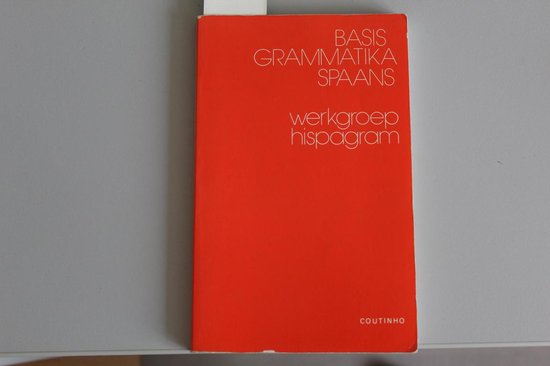 BASIS
GRAMMATIKA
SPAANS
werkgroep
hispagram
COUTINHO